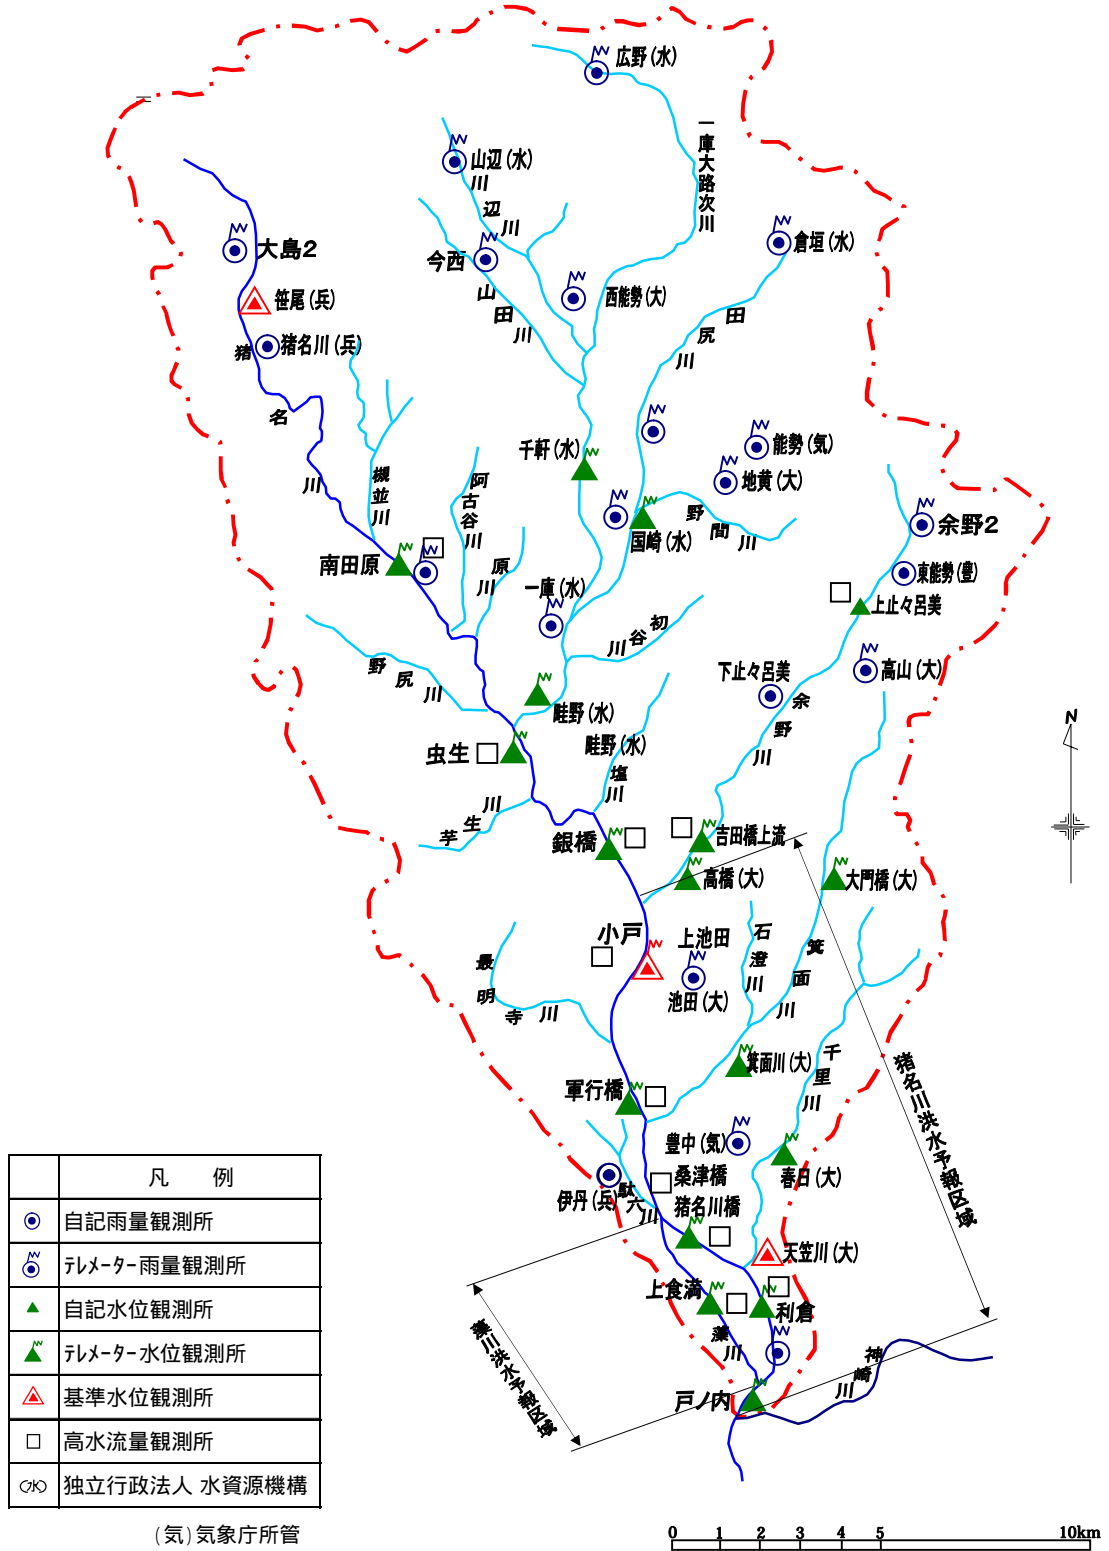 広野(水)
一庫大路次川
山辺(水)
川
辺
川
大島2
今西
倉垣(水)
笹尾(兵)
山
田
川
西能勢(大)
猪名川(兵)
猪
名
川
田
尻
川
千軒(水)
能勢(気)
地黄(大)
槻並川
阿古谷川
野
間
川
国崎(水)
余野2
南田原
原
川
一庫(水)
東能勢(豊)
上止々呂美
初
谷
川
野
尻
川
下止々呂美
高山(大)
余
野
川
畦野(水)
畦野(水)
塩
川
虫生
川
生
芋
銀橋
吉田橋上流
高橋(大)
大門橋(大)
小戸
上池田
池田(大)
石
澄
川
箕
面
川
最
明
寺
川
箕面川(大)
千
里
川
猪名川洪水予報区域
軍行橋
豊中(気)
伊丹(兵)
駄
六
川
桑津橋
猪名川橋
春日(大)
天笠川(大)
上食満
利倉
藻
川
藻川洪水予報区域
戸ノ内
神
崎
川
N
凡 例
自記雨量観測所
テレメーター雨量観測所
自記水位観測所
テレメーター水位観測所
基準水位観測所
高水流量観測所
(水) 独立行政法人 水資源機構
(気)気象庁所管
0 1 2 3 4 5 10km